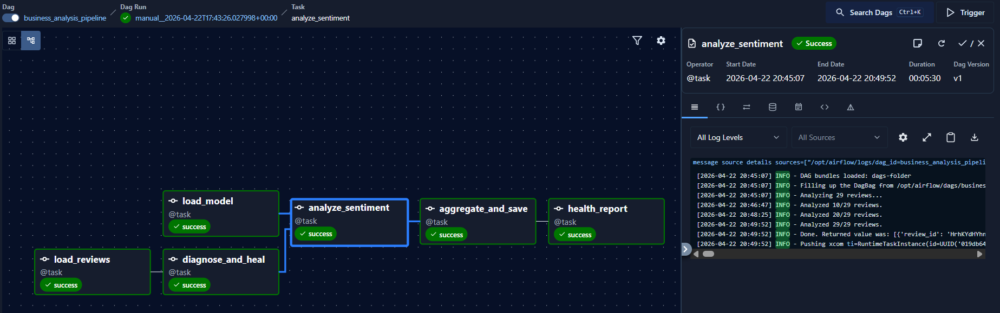 Dag
business_analysis_pipeline
Dag Run
manual__2026-04-22T17:43:26.027998+00:00
Task
analyze_sentiment
Search Dags Ctrl+K
Trigger
load_model
@task
success
analyze_sentiment
@task
success
aggregate_and_save
@task
success
health_report
@task
success
load_reviews
@task
success
diagnose_and_heal
@task
success
analyze_sentiment Success
/
Operator Start Date End Date Duration Dag Version
@task 2026-04-22 20:45:07 2026-04-22 20:49:52 00:05:30 v1
All Log Levels All Sources
message source details sources=["/opt/airflow/logs/dag_id=business_analysis_pipeli
[2026-04-22 20:45:07] INFO - DAG bundles loaded: dags-folder
[2026-04-22 20:45:07] INFO - Filling up the DagBag from /opt/airflow/dags/busines
[2026-04-22 20:45:07] INFO - Analyzing 29 reviews...
[2026-04-22 20:46:47] INFO - Analyzed 10/29 reviews.
[2026-04-22 20:48:25] INFO - Analyzed 20/29 reviews.
[2026-04-22 20:49:52] INFO - Analyzed 29/29 reviews.
[2026-04-22 20:49:52] INFO - Done. Returned value was: [{'review_id': 'HrhKYdHYhn
[2026-04-22 20:49:52] INFO - Pushing xcom ti=RuntimeTaskInstance(id=UUID('019db64